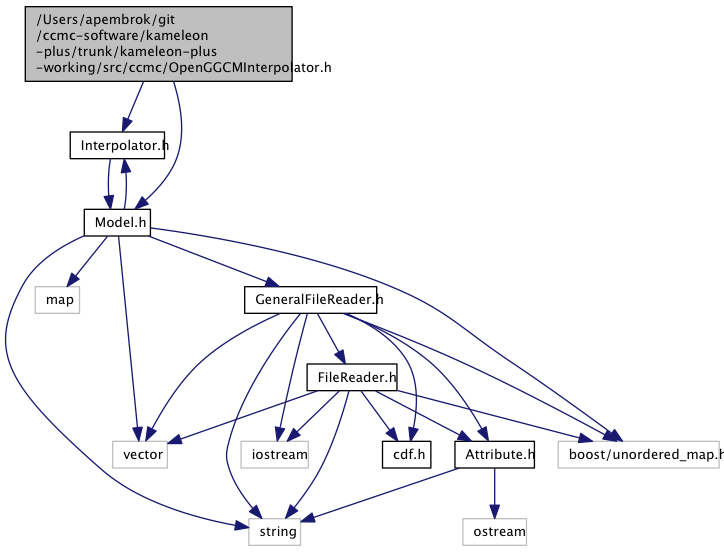 /Users/apembrok/git
/ccmc-software/kameleon
-plus/trunk/kameleon-plus
-working/src/ccmc/OpenGGCMInterpolator.h
Interpolator.h
Model.h
map
GeneralFileReader.h
FileReader.h
vector
iostream
cdf.h
Attribute.h
boost/unordered_map.h
string
ostream